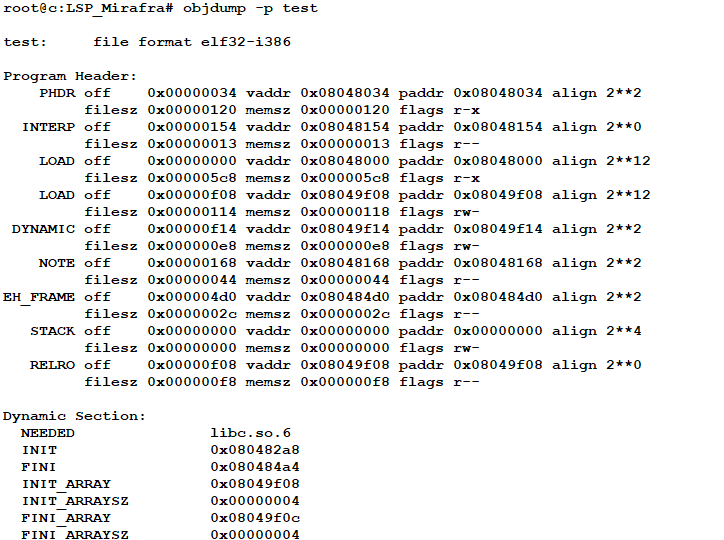 root@c:LSP_Mirafra# objdump -p test
test:     file format elf32-i386
Program Header:
    PHDR off    0x00000034 vaddr 0x08048034 paddr 0x08048034 align 2**2
         filesz 0x00000120 memsz 0x00000120 flags r-x
  INTERP off    0x00000154 vaddr 0x08048154 paddr 0x08048154 align 2**0
         filesz 0x00000013 memsz 0x00000013 flags r--
    LOAD off    0x00000000 vaddr 0x08048000 paddr 0x08048000 align 2**12
         filesz 0x000005c8 memsz 0x000005c8 flags r-x
    LOAD off    0x00000f08 vaddr 0x08049f08 paddr 0x08049f08 align 2**12
         filesz 0x00000114 memsz 0x00000118 flags rw-
 DYNAMIC off    0x00000f14 vaddr 0x08049f14 paddr 0x08049f14 align 2**2
         filesz 0x000000e8 memsz 0x000000e8 flags rw-
    NOTE off    0x00000168 vaddr 0x08048168 paddr 0x08048168 align 2**2
         filesz 0x00000044 memsz 0x00000044 flags r--
EH_FRAME off    0x000004d0 vaddr 0x080484d0 paddr 0x080484d0 align 2**2
         filesz 0x0000002c memsz 0x0000002c flags r--
   STACK off    0x00000000 vaddr 0x00000000 paddr 0x00000000 align 2**4
         filesz 0x00000000 memsz 0x00000000 flags rw-
   RELRO off    0x00000f08 vaddr 0x08049f08 paddr 0x08049f08 align 2**0
         filesz 0x000000f8 memsz 0x000000f8 flags r--
Dynamic Section:
  NEEDED               libc.so.6
  INIT                 0x080482a8
  FINI                 0x080484a4
  INIT_ARRAY           0x08049f08
  INIT_ARRAYSZ         0x00000004
  FINI_ARRAY           0x08049f0c
  FINI_ARRAYSZ         0x00000004